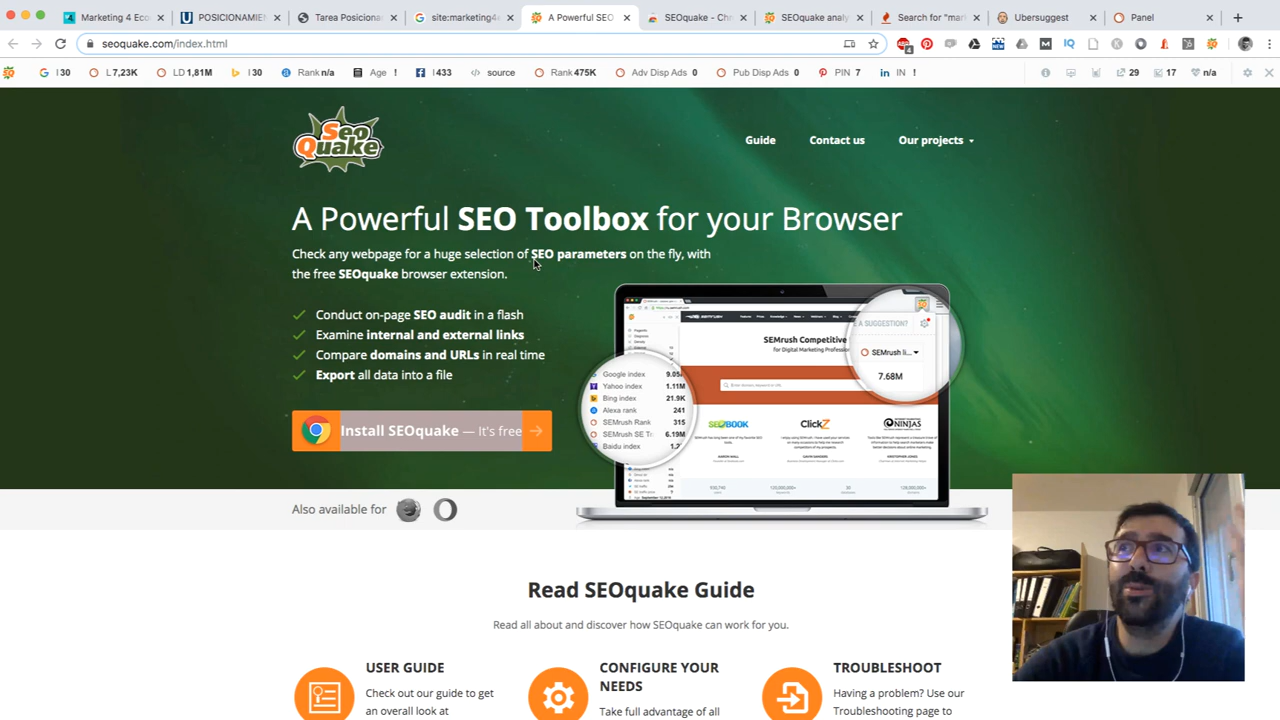 Marketing 4 Eco
POSICIONAMIE
Tarea Posiciona
site:marketing4
A Powerful SEO
SEOquake - Ch
SEOquake analy
Search for "mar
Ubersuggest
Panel
seoquake.com/index.html
I 30
L 7,23K
LD 1,81M
I 30
Rank n/a
Age !
I 433
source
Rank 475K
Adv Disp Ads 0
Pub Disp Ads 0
PIN 7
IN !
29
17
n/a
Seo Quake
Guide
Contact us
Our projects
A Powerful SEO Toolbox for your Browser
Check any webpage for a huge selection of SEO parameters on the fly, with
the free SEOquake browser extension.
Conduct on-page SEO audit in a flash
Examine internal and external links
Compare domains and URLs in real time
Export all data into a file
Install SEOquake — It's free
Also available for
SEMrush Competitive
For Digital Marketing Profession
E A SUGGESTION?
SEMrush li...
7.68M
Google index 9.05
Yahoo index 1.11M
Bing index 21.9K
Alexa rank 241
SEMrush Rank 315
SEMrush SE Tr 6.19M
Baidu index 1.2
SEOBOOK
ClickZ
INTERNET MARKETING
NINJAS
Read SEOquake Guide
Read all about and discover how SEOquake can work for you.
USER GUIDE
Check out our guide to get
an overall look at
CONFIGURE YOUR
NEEDS
Take full advantage of all
TROUBLESHOOT
Having a problem? Use our
Troubleshooting page to